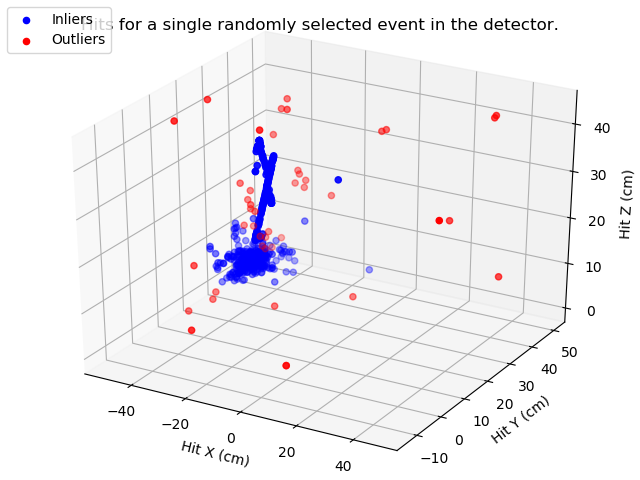 Hits for a single randomly selected event in the detector.
Inliers
Outliers
Hit X (cm)
−40
−20
0
20
40
Hit Y (cm)
−10
0
10
20
30
40
50
Hit Z (cm)
0
10
20
30
40